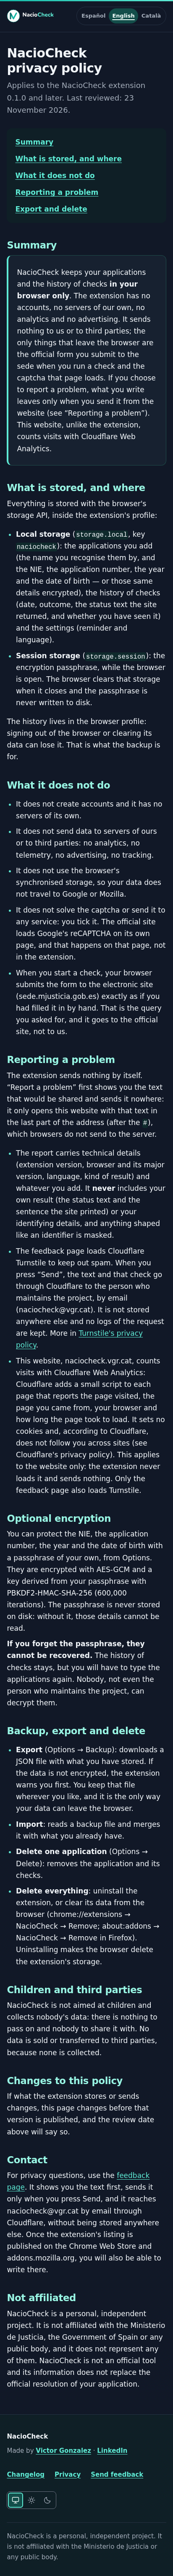 NacioCheck
Español English Català
NacioCheck
privacy policy
Applies to the NacioCheck extension
0.1.0 and later. Last reviewed: 23
November 2026.
Summary
What is stored, and where
What it does not do
Reporting a problem
Export and delete
Summary
NacioCheck keeps your applications
and the history of checks in your
browser only. The extension has no
accounts, no servers of our own, no
analytics and no advertising. It sends
nothing to us or to third parties; the
only things that leave the browser are
the official form you submit to the
sede when you run a check and the
captcha that page loads. If you choose
to report a problem, what you write
leaves only when you send it from the
website (see “Reporting a problem”).
This website, unlike the extension,
counts visits with Cloudflare Web
Analytics.
What is stored, and where
Everything is stored with the browser's
storage API, inside the extension's profile:
Local storage (storage.local, key
naciocheck): the applications you add
(the name you recognise them by, and
the NIE, the application number, the year
and the date of birth — or those same
details encrypted), the history of checks
(date, outcome, the status text the site
returned, and whether you have seen it)
and the settings (reminder and
language).
Session storage (storage.session): the
encryption passphrase, while the browser
is open. The browser clears that storage
when it closes and the passphrase is
never written to disk.
The history lives in the browser profile:
signing out of the browser or clearing its
data can lose it. That is what the backup is
for.
What it does not do
It does not create accounts and it has no
servers of its own.
It does not send data to servers of ours
or to third parties: no analytics, no
telemetry, no advertising, no tracking.
It does not use the browser's
synchronised storage, so your data does
not travel to Google or Mozilla.
It does not solve the captcha or send it to
any service: you tick it. The official site
loads Google's reCAPTCHA on its own
page, and that happens on that page, not
in the extension.
When you start a check, your browser
submits the form to the electronic site
(sede.mjusticia.gob.es) exactly as if you
had filled it in by hand. That is the query
you asked for, and it goes to the official
site, not to us.
Reporting a problem
The extension sends nothing by itself.
“Report a problem” first shows you the text
that would be shared and sends it nowhere:
it only opens this website with that text in
the last part of the address (after the #),
which browsers do not send to the server.
The report carries technical details
(extension version, browser and its major
version, language, kind of result) and
whatever you add. It never includes your
own result (the status text and the
sentence the site printed) or your
identifying details, and anything shaped
like an identifier is masked.
The feedback page loads Cloudflare
Turnstile to keep out spam. When you
press “Send”, the text and that check go
through Cloudflare to the person who
maintains the project, by email
(naciocheck@vgr.cat). It is not stored
anywhere else and no logs of the request
are kept. More in Turnstile's privacy
policy.
This website, naciocheck.vgr.cat, counts
visits with Cloudflare Web Analytics:
Cloudflare adds a small script to each
page that reports the page visited, the
page you came from, your browser and
how long the page took to load. It sets no
cookies and, according to Cloudflare,
does not follow you across sites (see
Cloudflare's privacy policy). This applies
to the website only: the extension never
loads it and sends nothing. Only the
feedback page also loads Turnstile.
Optional encryption
You can protect the NIE, the application
number, the year and the date of birth with
a passphrase of your own, from Options.
They are encrypted with AES-GCM and a
key derived from your passphrase with
PBKDF2-HMAC-SHA-256 (600,000
iterations). The passphrase is never stored
on disk: without it, those details cannot be
read.
If you forget the passphrase, they
cannot be recovered. The history of
checks stays, but you will have to type the
applications again. Nobody, not even the
person who maintains the project, can
decrypt them.
Backup, export and delete
Export (Options → Backup): downloads a
JSON file with what you have stored. If
the data is not encrypted, the extension
warns you first. You keep that file
wherever you like, and it is the only way
your data can leave the browser.
Import: reads a backup file and merges
it with what you already have.
Delete one application (Options →
Delete): removes the application and its
checks.
Delete everything: uninstall the
extension, or clear its data from the
browser (chrome://extensions →
NacioCheck → Remove; about:addons →
NacioCheck → Remove in Firefox).
Uninstalling makes the browser delete
the extension's storage.
Children and third parties
NacioCheck is not aimed at children and
collects nobody's data: there is nothing to
pass on and nobody to share it with. No
data is sold or transferred to third parties,
because none is collected.
Changes to this policy
If what the extension stores or sends
changes, this page changes before that
version is published, and the review date
above will say so.
Contact
For privacy questions, use the feedback
page. It shows you the text first, sends it
only when you press Send, and it reaches
naciocheck@vgr.cat by email through
Cloudflare, without being stored anywhere
else. Once the extension's listing is
published on the Chrome Web Store and
addons.mozilla.org, you will also be able to
write there.
Not affiliated
NacioCheck is a personal, independent
project. It is not affiliated with the Ministerio
de Justicia, the Government of Spain or any
public body, and it does not represent any
of them. NacioCheck is not an official tool
and its information does not replace the
official resolution of your application.
NacioCheck
Made by Victor Gonzalez · LinkedIn
Changelog Privacy Send feedback
NacioCheck is a personal, independent project. It
is not affiliated with the Ministerio de Justicia or
any public body.